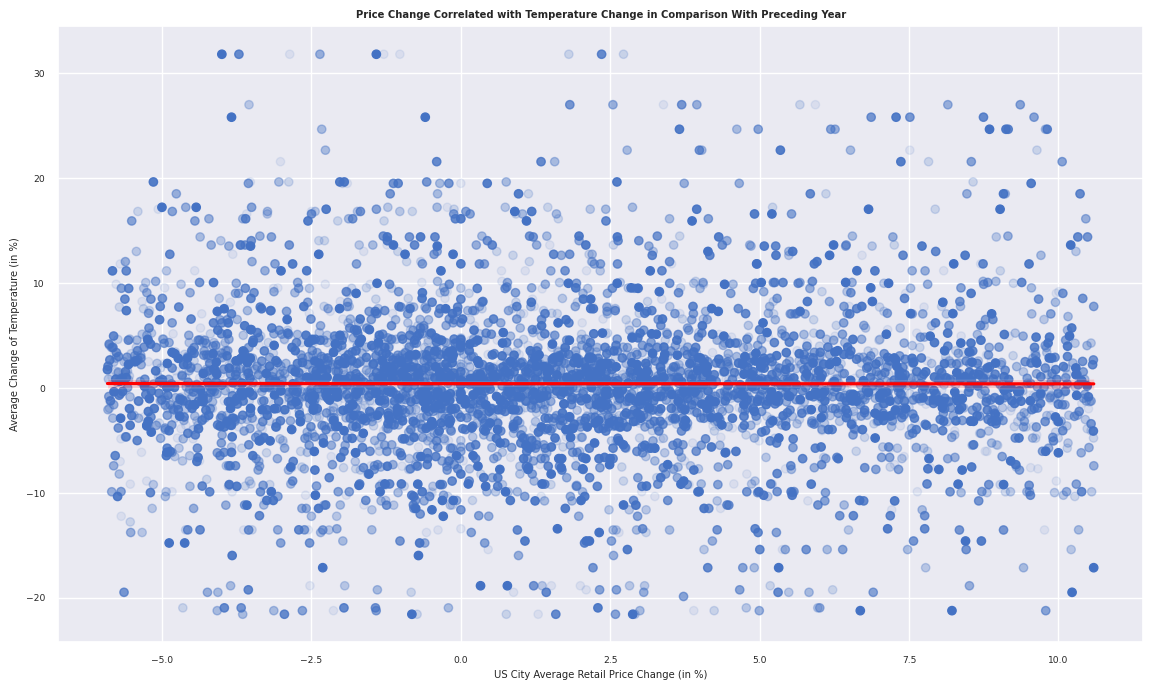 Price Change Correlated with Temperature Change in Comparison With Preceding Year
Average Change of Temperature (in %)
30
20
10
0
−10
−20
−5.0 −2.5 0.0 2.5 5.0 7.5 10.0
US City Average Retail Price Change (in %)